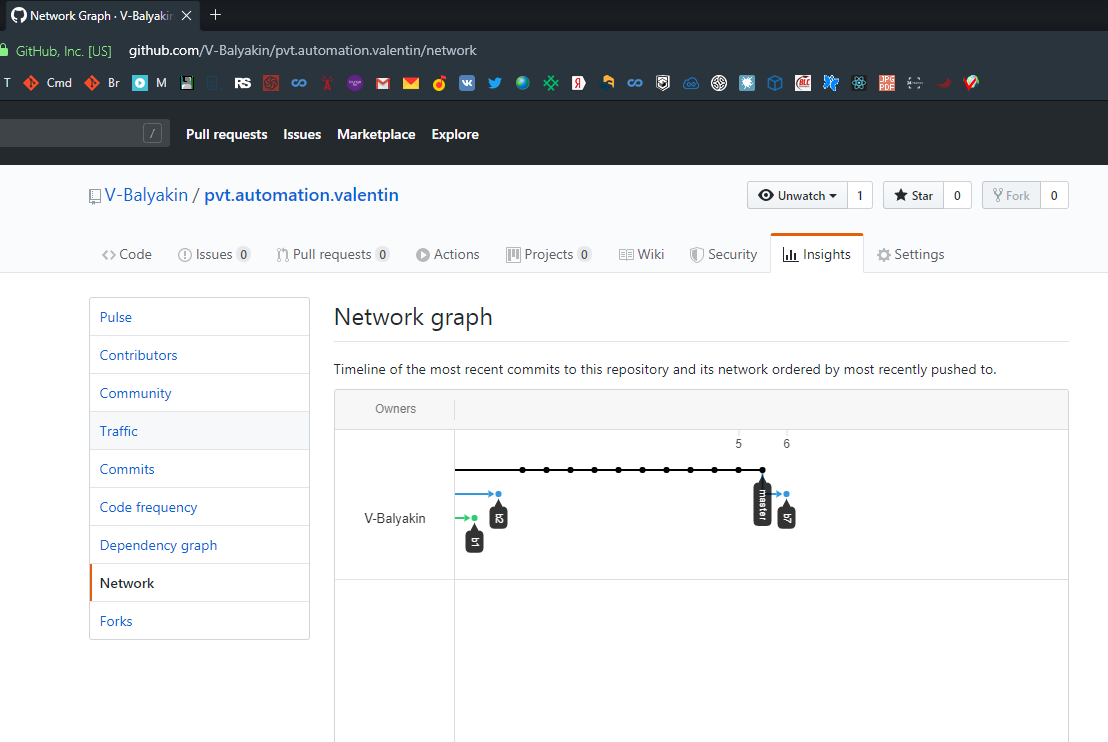 Network Graph · V-Balyakin
GitHub, Inc. [US] github.com/V-Balyakin/pvt.automation.valentin/network
T Cmd Br M RS
/ Pull requests Issues Marketplace Explore
V-Balyakin / pvt.automation.valentin Unwatch 1 Star 0 Fork 0
Code Issues 0 Pull requests 0 Actions Projects 0 Wiki Security Insights Settings
Pulse
Contributors
Community
Traffic
Commits
Code frequency
Dependency graph
Network
Forks
Network graph
Timeline of the most recent commits to this repository and its network ordered by most recently pushed to.
Owners
5 6
V-Balyakin
master
b7
b2
b1